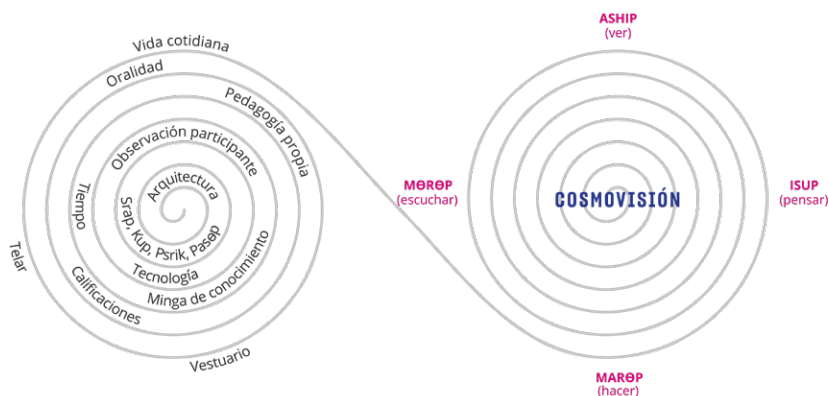 Vida cotidiana
Oralidad
Pedagogía propia
Observación participante
Arquitectura
Srap, Kup, Psrik, Pasɵp
Tiempo
Tecnología
Minga de conocimiento
Calificaciones
Telar
Vestuario
ASHIP
(ver)
MƟRƟP
(escuchar)
COSMOVISIÓN
ISUP
(pensar)
MARƟP
(hacer)